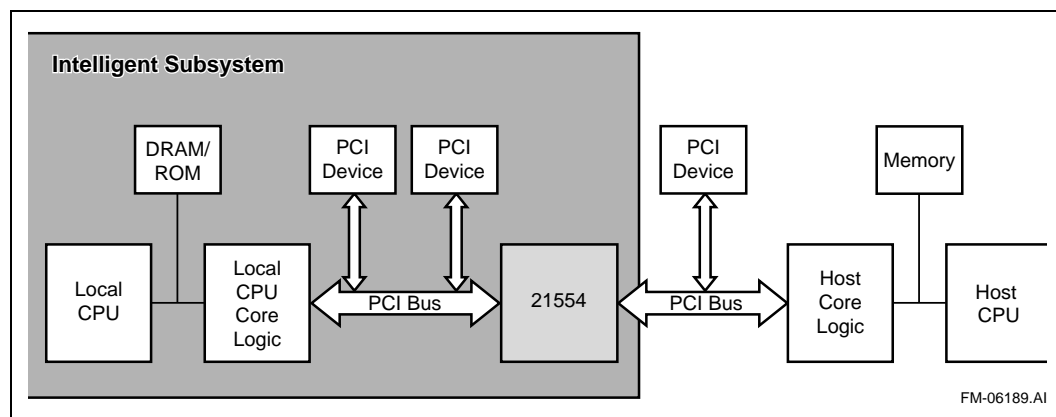 Intelligent Subsystem
DRAM/
ROM
PCI
Device
PCI
Device
PCI
Device
Memory
Local
CPU
Local
CPU
Core
Logic
PCI Bus
21554
PCI Bus
Host
Core
Logic
Host
CPU
FM-06189.AI